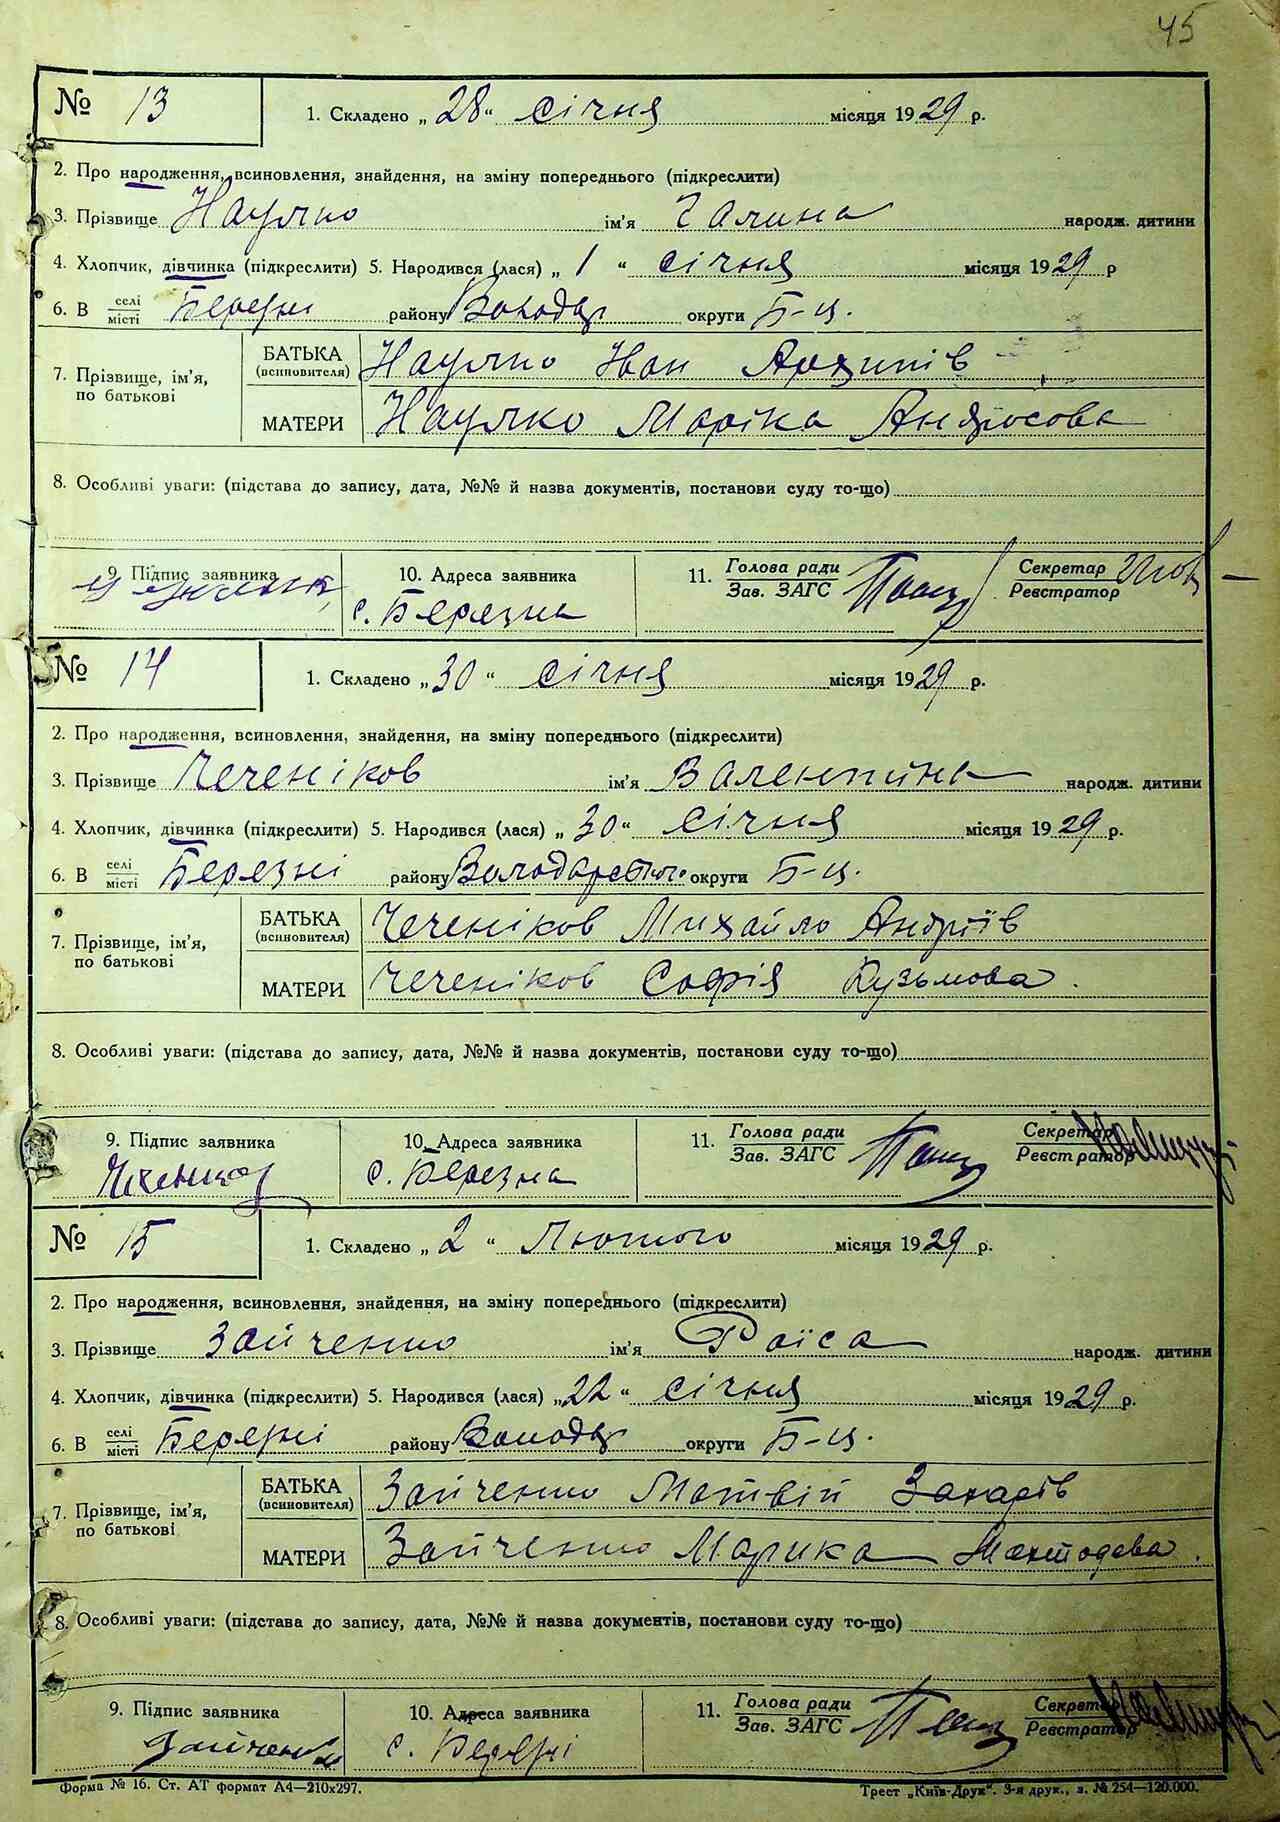 45
№ 13 1. Складено „28“ січня місяця 1929 р.
2. Про народження, всиновлення, знайдення, на зміну попереднього (підкреслити)
3. Прізвище Наумко ім'я Галина народж. дитини
4. Хлопчик, дівчинка (підкреслити) 5. Народився (лася) „1“ січня місяця 1929 р
6. В селі/місті Березні району Володар округи Б-ц.
7. Прізвище, ім'я, по батькові
БАТЬКА (всиновителя) Наумко Іван Архипів
МАТЕРИ Наумко Маріка Андросова
8. Особливі уваги: (підстава до запису, дата, №№ й назва документів, постанови суду то-що)
9. Підпис заявника 10. Адреса заявника 11. Голова ради Секретар
Зав. ЗАГС Реєстратор
с. Березна
№ 14 1. Складено „30“ січня місяця 1929 р.
2. Про народження, всиновлення, знайдення, на зміну попереднього (підкреслити)
3. Прізвище Чеченіков ім'я Валентина народж. дитини
4. Хлопчик, дівчинка (підкреслити) 5. Народився (лася) „30“ січня місяця 1929 р.
6. В селі/місті Березні району Володарського округи Б-ц.
7. Прізвище, ім'я, по батькові
БАТЬКА (всиновителя) Чеченіков Михайло Андріїв
МАТЕРИ Чеченіков Софія Кузьмова.
8. Особливі уваги: (підстава до запису, дата, №№ й назва документів, постанови суду то-що)
9. Підпис заявника 10. Адреса заявника 11. Голова ради Секретар
Зав. ЗАГС Реєстратор
с. Березна
№ 15 1. Складено „2“ Лютого місяця 1929 р.
2. Про народження, всиновлення, знайдення, на зміну попереднього (підкреслити)
3. Прізвище Зайченко ім'я Раїса народж. дитини
4. Хлопчик, дівчинка (підкреслити) 5. Народився (лася) „22“ січня місяця 1929 р.
6. В селі/місті Березні району Володар округи Б-ц.
7. Прізвище, ім'я, по батькові
БАТЬКА (всиновителя) Зайченко Матвій Захарів
МАТЕРИ Зайченко Марика
8. Особливі уваги: (підстава до запису, дата, №№ й назва документів, постанови суду то-що)
9. Підпис заявника 10. Адреса заявника 11. Голова ради Секретар
Зав. ЗАГС Реєстратор
Зайченко с. Березні
Форма № 16. Ст. АТ формат А4—210х297. Трест „Київ-Друк“. 3-я друк., з. № 254—120.000.